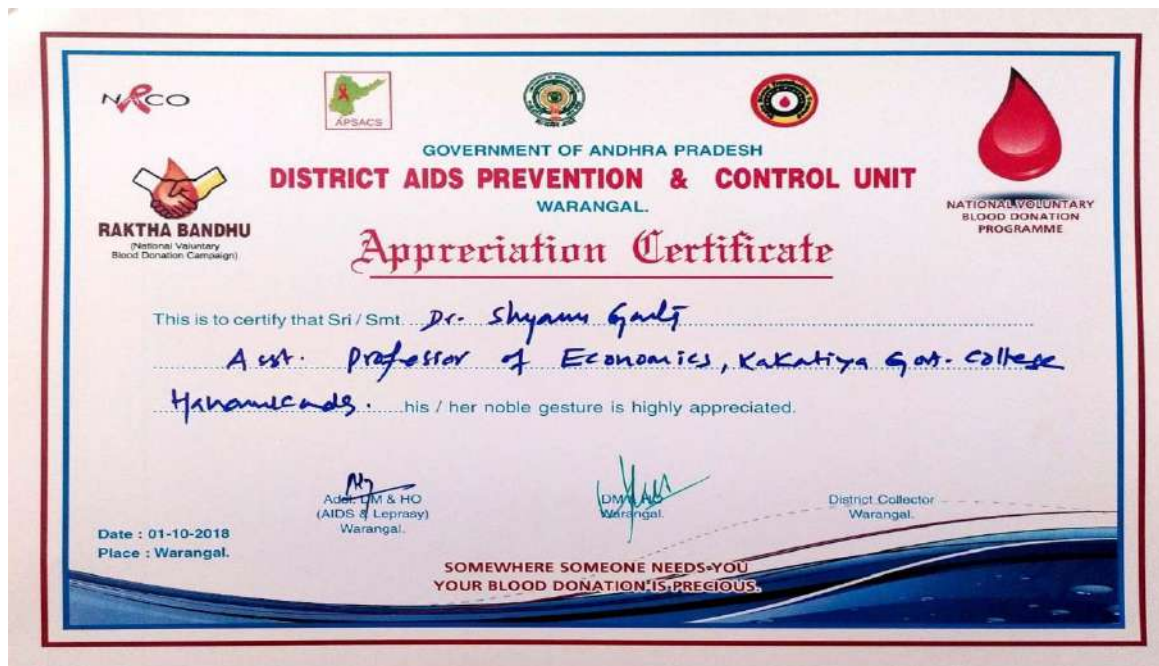 NACO
APSACS
GOVERNMENT OF ANDHRA PRADESH
DISTRICT AIDS PREVENTION & CONTROL UNIT
WARANGAL.
RAKTHA BANDHU
(National Valuntary
Blood Donation Campaign)
NATIONAL VOLUNTARY
BLOOD DONATION
PROGRAMME
Appreciation Certificate
This is to certify that Sri / Smt. Dr. Shyam
Asst. Professor of Economics, Kakatiya Govt. College
his / her noble gesture is highly appreciated.
Addl. DM & HO
(AIDS & Leprasy)
Warangal.
DM & HO
Warangal.
District Collector
Warangal.
Date : 01-10-2018
Place : Warangal.
SOMEWHERE SOMEONE NEEDS YOU
YOUR BLOOD DONATION IS PRECIOUS.